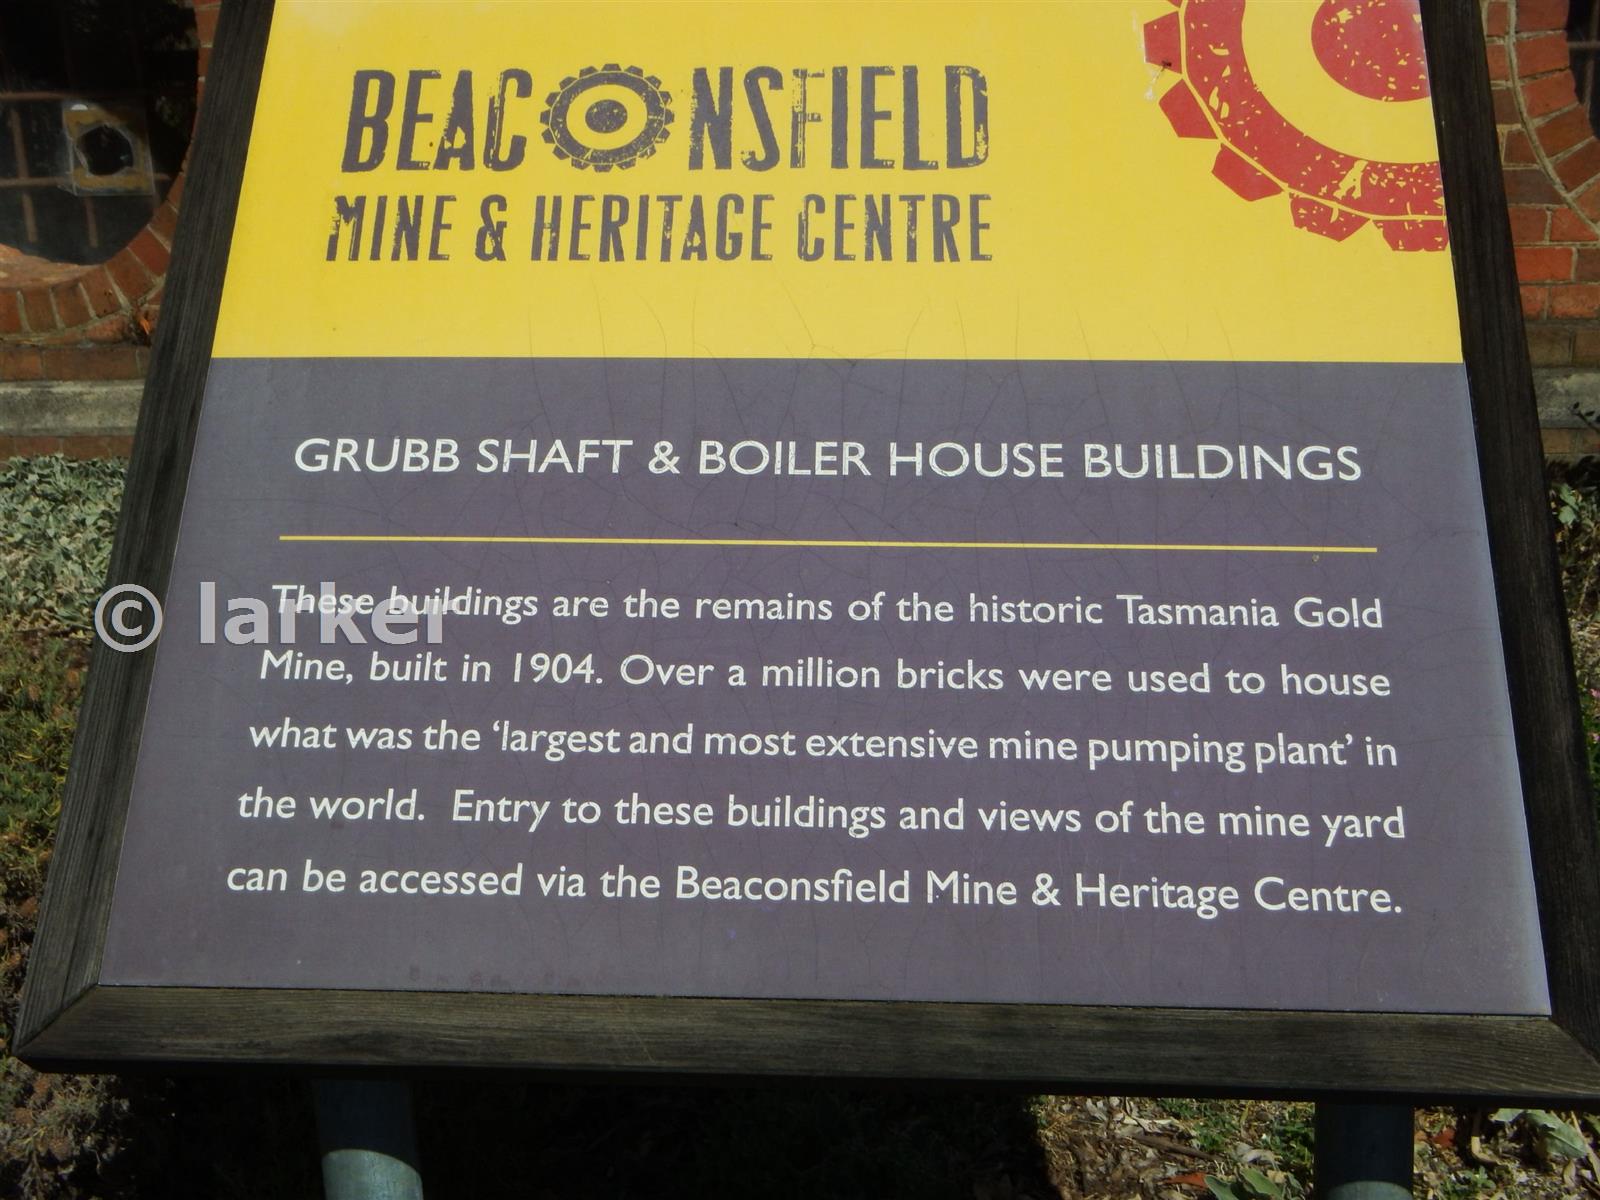 BEACONSFIELD
MINE & HERITAGE CENTRE
GRUBB SHAFT & BOILER HOUSE BUILDINGS
These buildings are the remains of the historic Tasmania Gold
Mine, built in 1904. Over a million bricks were used to house
what was the ‘largest and most extensive mine pumping plant’ in
the world. Entry to these buildings and views of the mine yard
can be accessed via the Beaconsfield Mine & Heritage Centre.
© larker